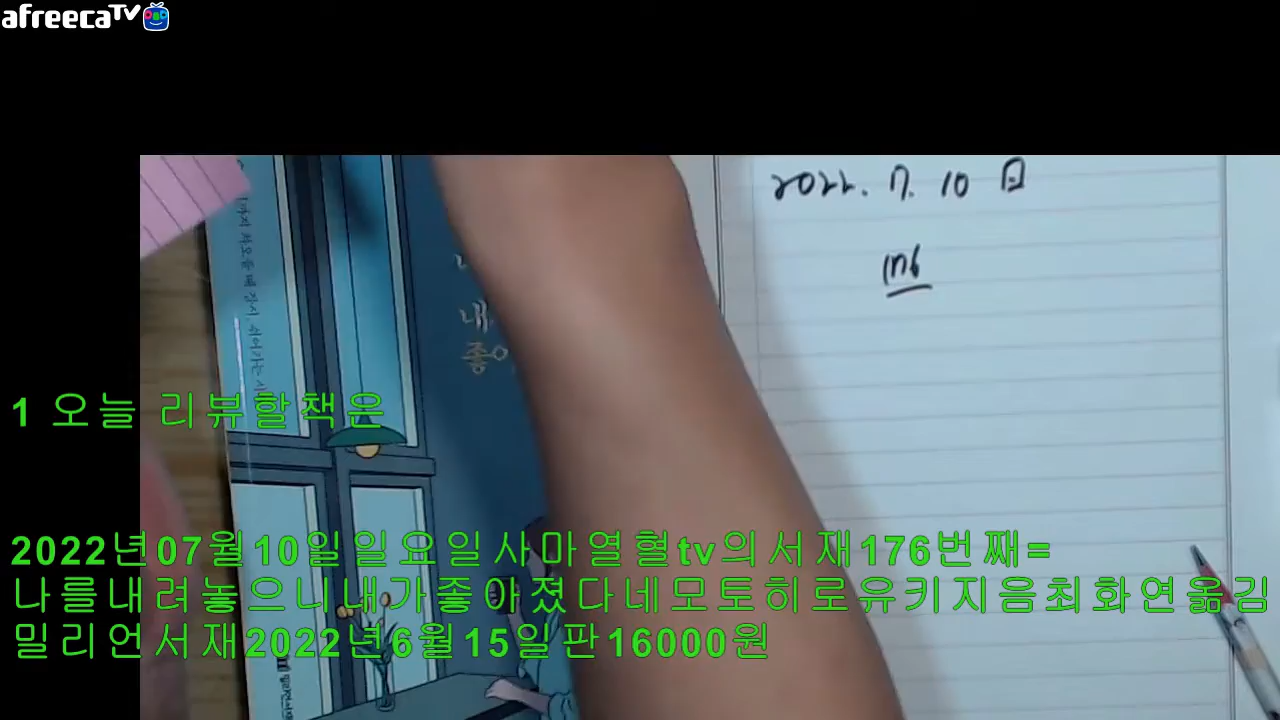 afreecaTV
2022. 7. 10 日
176
내
좋아
1 오늘 리뷰할책은
2022년07월10일일요일사마열혈tv의서재176번째=
나를내려놓으니내가좋아졌다네모토히로유키지음최화연옮김
밀리언서재2022년6월15일판16000원